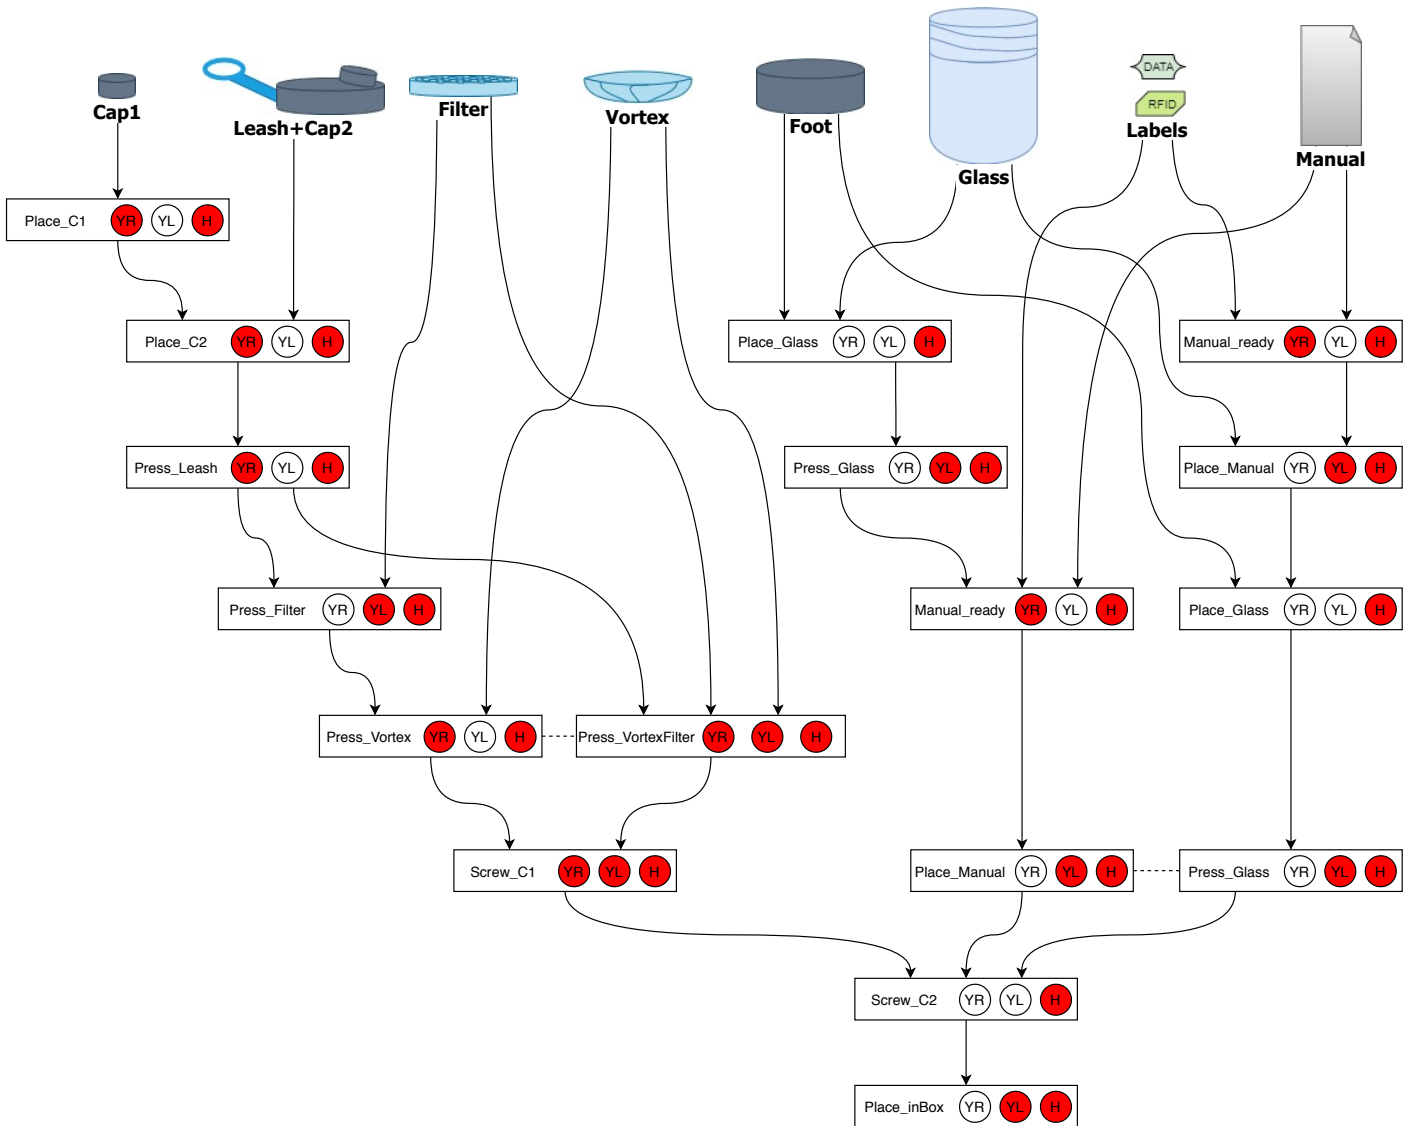 DATA
RFID
Cap1
Leash+Cap2
Filter
Vortex
Foot
Glass
Labels
Manual
Place_C1 YR YL H
Place_C2 YR YL H
Place_Glass YR YL H
Manual_ready YR YL H
Press_Leash YR YL H
Press_Glass YR YL H
Place_Manual YR YL H
Press_Filter YR YL H
Manual_ready YR YL H
Place_Glass YR YL H
Press_Vortex YR YL H
Press_VortexFilter YR YL H
Screw_C1 YR YL H
Place_Manual YR YL H
Press_Glass YR YL H
Screw_C2 YR YL H
Place_inBox YR YL H